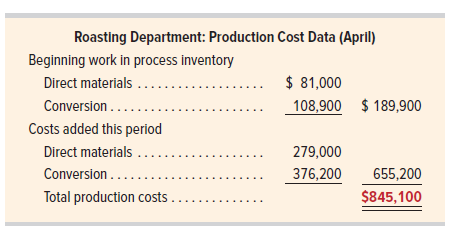 Roasting Department: Production Cost Data (April)
Beginning work in process inventory
Direct materials . . . . . . . . . . . . . . . . . . . $ 81,000
Conversion . . . . . . . . . . . . . . . . . . . . . . 108,900 $ 189,900
Costs added this period
Direct materials . . . . . . . . . . . . . . . . . . . 279,000
Conversion . . . . . . . . . . . . . . . . . . . . . . 376,200 655,200
Total production costs . . . . . . . . . . . . . . $845,100